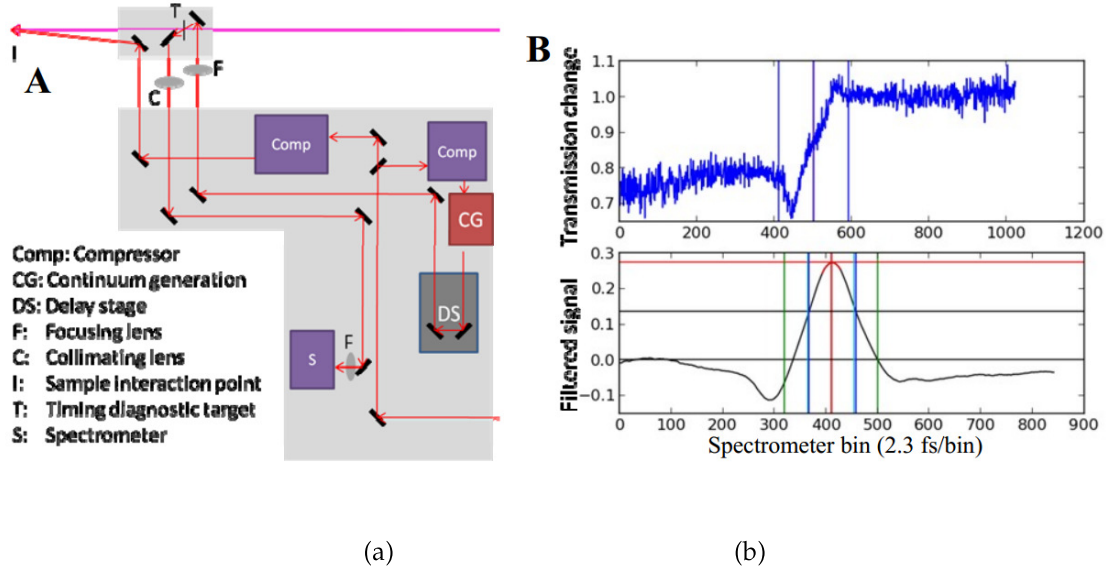 T
I
A
F
C
Comp
Comp
CG
DS
F
S
Comp: Compressor
CG: Continuum generation
DS: Delay stage
F: Focusing lens
C: Collimating lens
I: Sample interaction point
T: Timing diagnostic target
S: Spectrometer
(a)
B
Transmission change
1.1
1.0
0.9
0.8
0.7
0 200 400 600 800 1000 1200
Filtered signal
0.3
0.2
0.1
0.0
−0.1
0 100 200 300 400 500 600 700 800 900
Spectrometer bin (2.3 fs/bin)
(b)